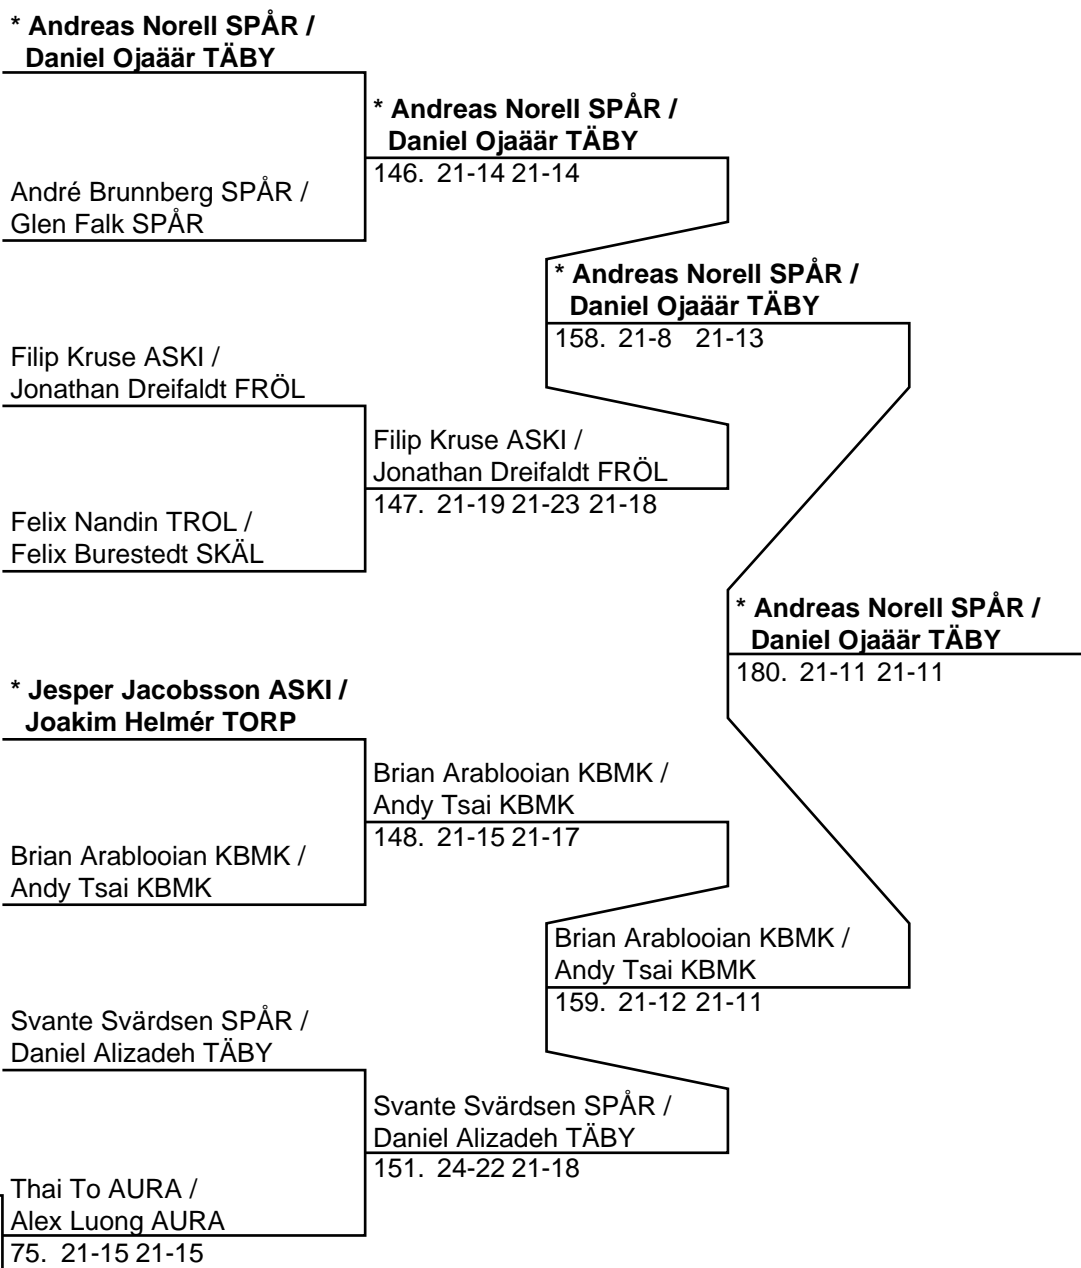 * Andreas Norell SPÅR /
Daniel Ojaäär TÄBY
* Andreas Norell SPÅR /
Daniel Ojaäär TÄBY
146. 21-14 21-14
André Brunnberg SPÅR /
Glen Falk SPÅR
* Andreas Norell SPÅR /
Daniel Ojaäär TÄBY
158. 21-8 21-13
Filip Kruse ASKI /
Jonathan Dreifaldt FRÖL
Filip Kruse ASKI /
Jonathan Dreifaldt FRÖL
147. 21-19 21-23 21-18
Felix Nandin TROL /
Felix Burestedt SKÄL
* Andreas Norell SPÅR /
Daniel Ojaäär TÄBY
180. 21-11 21-11
* Jesper Jacobsson ASKI /
Joakim Helmér TORP
Brian Arablooian KBMK /
Andy Tsai KBMK
148. 21-15 21-17
Brian Arablooian KBMK /
Andy Tsai KBMK
Brian Arablooian KBMK /
Andy Tsai KBMK
159. 21-12 21-11
Svante Svärdsen SPÅR /
Daniel Alizadeh TÄBY
Svante Svärdsen SPÅR /
Daniel Alizadeh TÄBY
151. 24-22 21-18
Thai To AURA /
Alex Luong AURA
75. 21-15 21-15